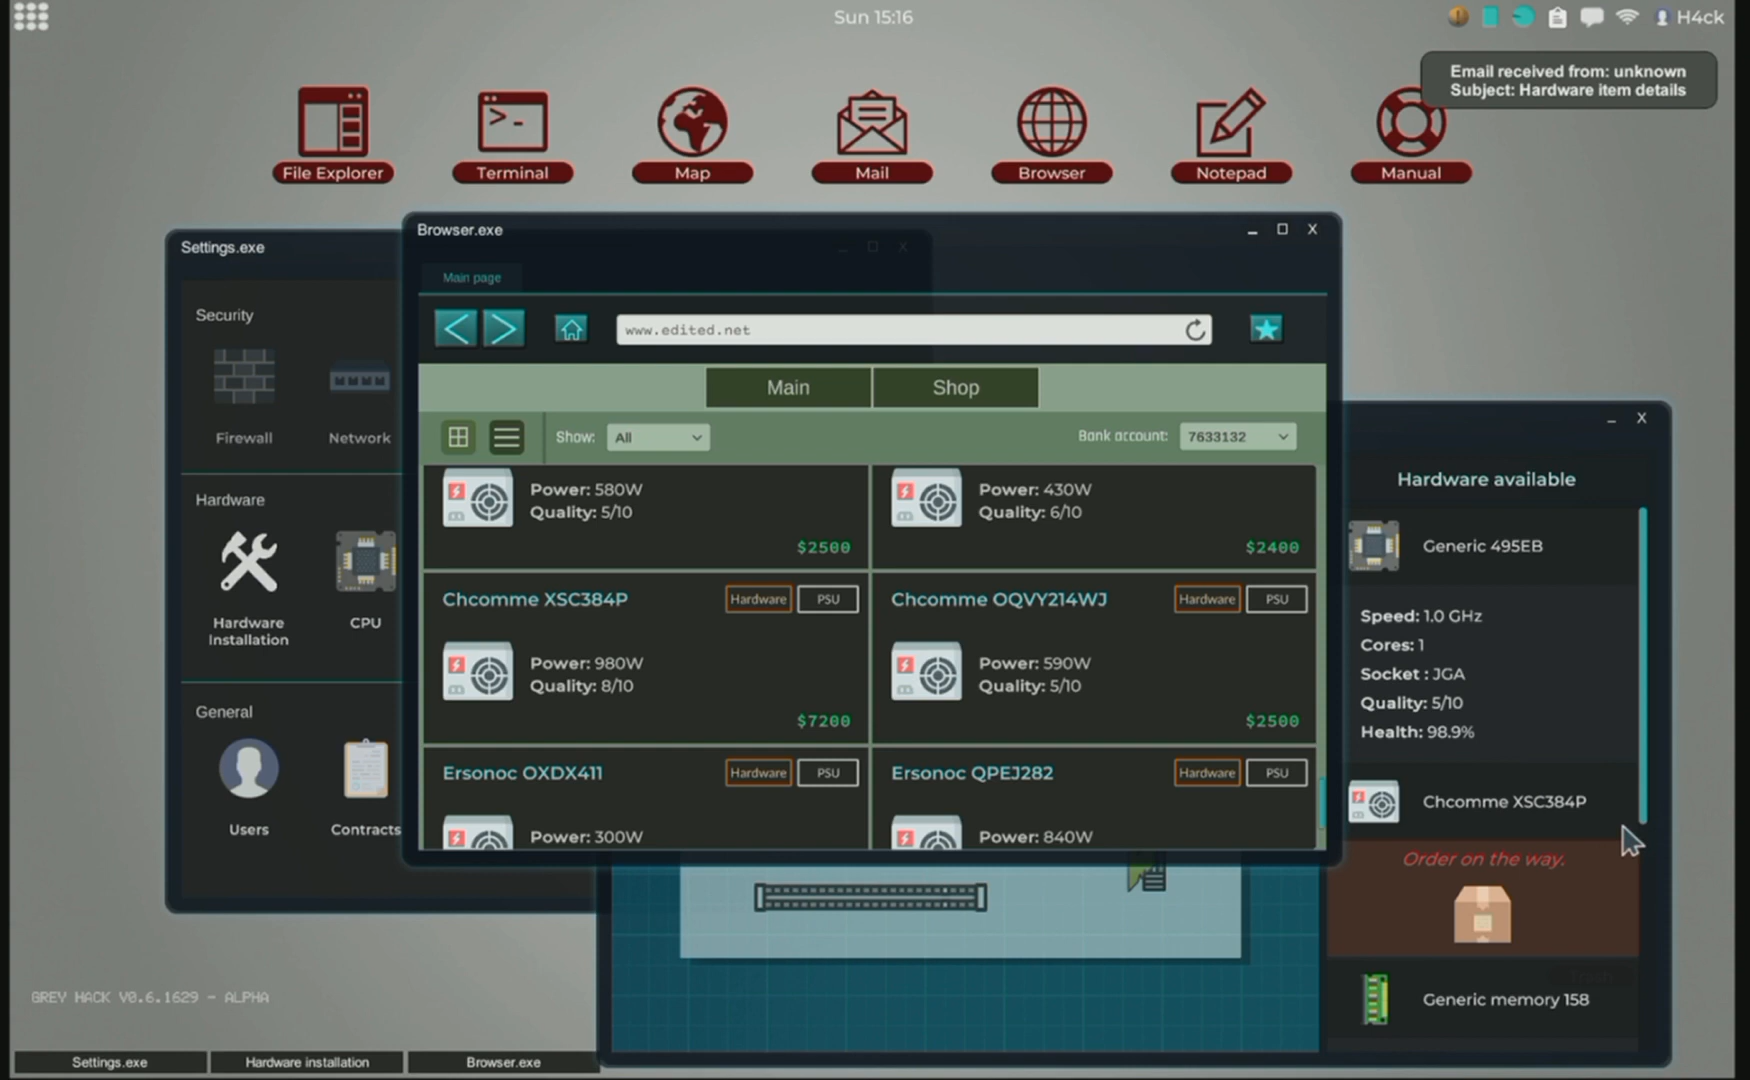 Sun 15:16
H4ck
Email received from: unknown
Subject: Hardware item details
File Explorer
Terminal
Map
Mail
Browser
Notepad
Manual
Settings.exe
Security
Firewall
Network
Hardware
Hardware
Installation
CPU
General
Users
Contracts
Browser.exe
X
Main page
www.edited.net
Main
Shop
Show:
All
Bank account:
7633132
Power: 580W
Quality: 5/10
$2500
Power: 430W
Quality: 6/10
$2400
Chcomme XSC384P
Hardware
PSU
Power: 980W
Quality: 8/10
$7200
Chcomme OQVY214WJ
Hardware
PSU
Power: 590W
Quality: 5/10
$2500
Ersonoc OXDX411
Hardware
PSU
Power: 300W
Ersonoc QPEJ282
Hardware
PSU
Power: 840W
X
Hardware available
Generic 495EB
Speed: 1.0 GHz
Cores: 1
Socket : JGA
Quality: 5/10
Health: 98.9%
Chcomme XSC384P
Order on the way.
Generic memory 158
GREY HACK V0.6.1629 - ALPHA
Settings.exe
Hardware installation
Browser.exe